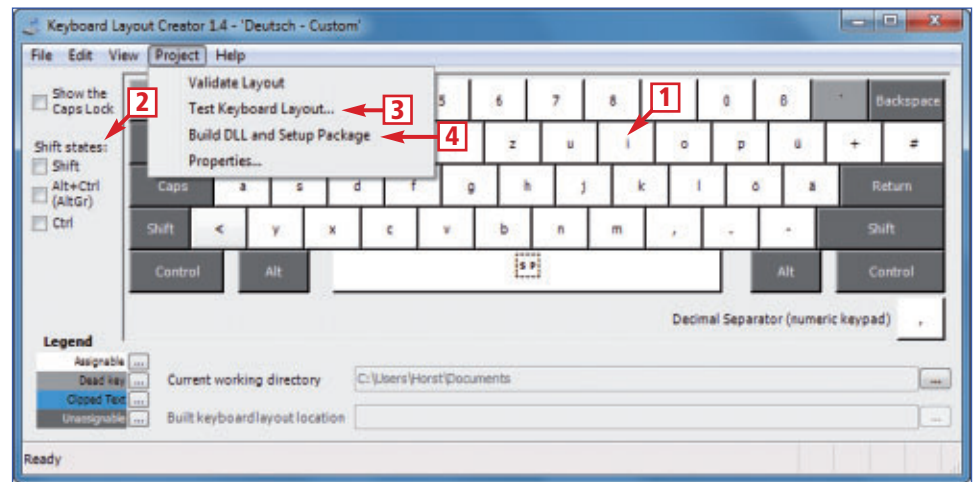 Keyboard Layout Creator 1.4 - 'Deutsch - Custom'
File Edit View Project Help
Validate Layout
Test Keyboard Layout...
Build DLL and Setup Package
Properties...
Show the
Caps Lock
Shift states:
Shift
Alt+Ctrl
(AltGr)
Ctrl
1
2
3
4
5 6 7 8 0 ß ´ Backspace
z u i o p ü + #
Caps a s d f g h j k l ö ä Return
Shift < y x c v b n m , . - Shift
Control Alt SP Alt Control
Decimal Separator (numeric keypad) ,
Legend
Assignable ...
Dead key ...
Clipped Text ...
Unassignable ...
Current working directory C:\Users\Horst\Documents ...
Built keyboard layout location ...
Ready